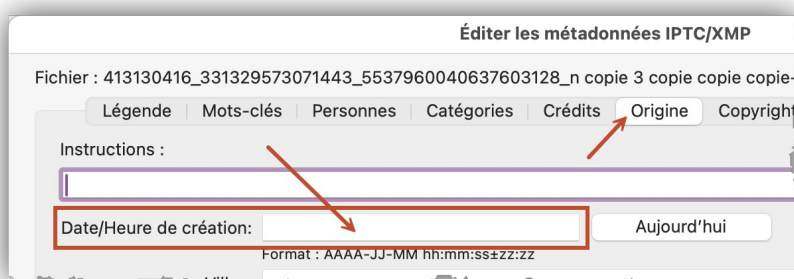 Éditer les métadonnées IPTC/XMP
Fichier : 413130416_331329573071443_5537960040637603128_n copie 3 copie copie copie-
Légende Mots-clés Personnes Catégories Crédits Origine Copyright
Instructions :
Date/Heure de création: Aujourd'hui
Format : AAAA-JJ-MM hh:mm:ss±zz:zz